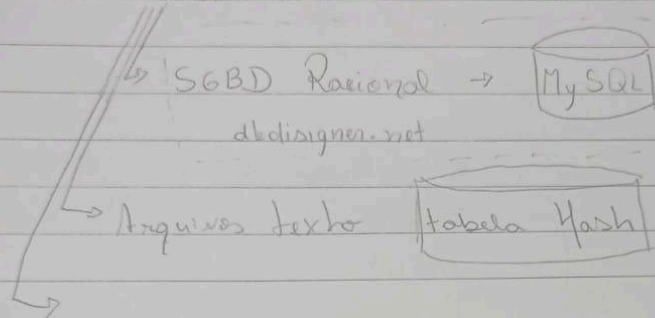 SGBD Racional → MySQL
dbdisigner.net
Arquivos texto tabela Hash